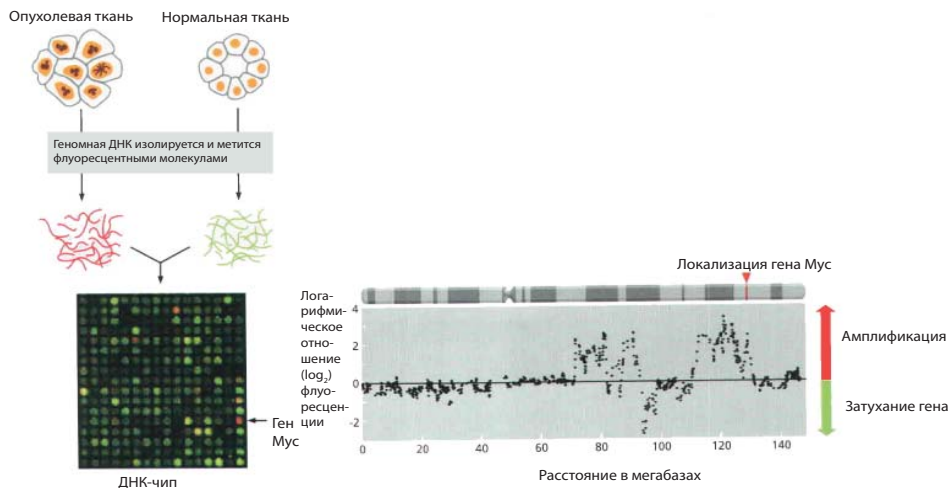 Опухолевая ткань
Нормальная ткань
Геномная ДНК изолируется и метится
флуоресцентными молекулами
Ген
Мус
ДНК-чип
Локализация гена Мус
Лога-
рифми-
ческое
отно-
шение
(log₂)
флуо-
ресцен-
ции
4
2
0
-2
0 20 40 60 80 100 120 140
Расстояние в мегабазах
Амплификация
Затухание гена